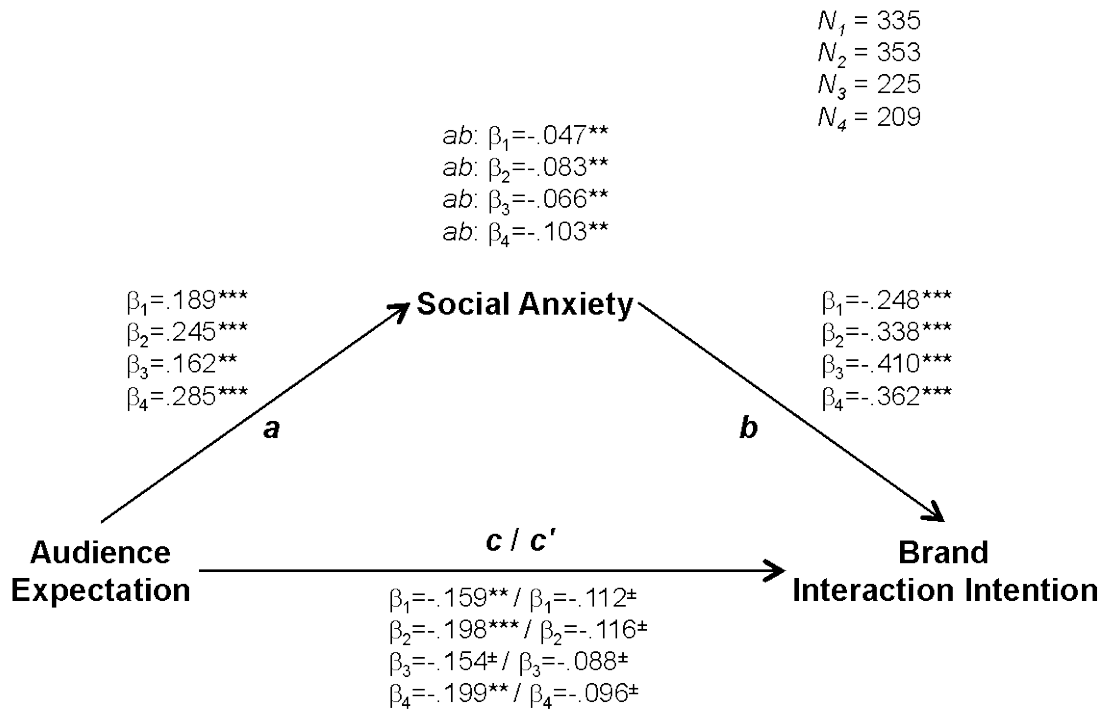 N1 = 335
N2 = 353
N3 = 225
N4 = 209
ab: β1=-.047**
ab: β2=-.083**
ab: β3=-.066**
ab: β4=-.103**
β1=.189***
β2=.245***
β3=.162**
β4=.285***
Social Anxiety
β1=-.248***
β2=-.338***
β3=-.410***
β4=-.362***
a
b
Audience
Expectation
c / c'
Brand
Interaction Intention
β1=-.159** / β1=-.112±
β2=-.198*** / β2=-.116±
β3=-.154± / β3=-.088±
β4=-.199** / β4=-.096±